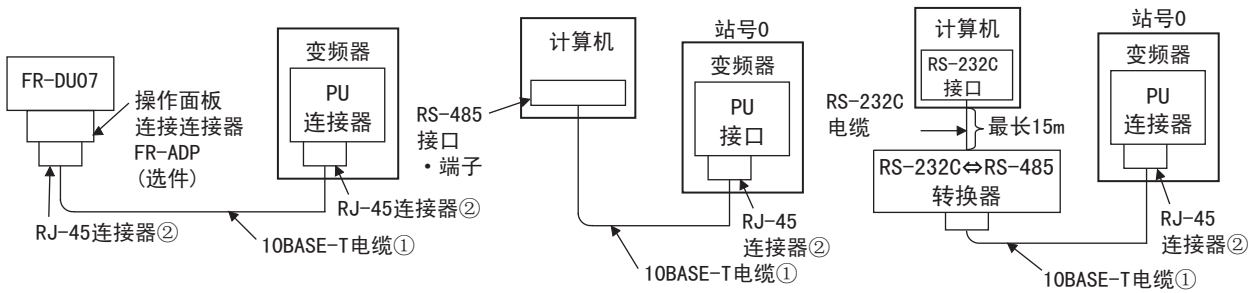 FR-DU07
操作面板
连接连接器
FR-ADP
(选件)
RJ-45连接器②
变频器
PU
连接器
RJ-45连接器②
10BASE-T电缆①
计算机
RS-485
接口
·端子
站号0
变频器
PU
接口
RJ-45
连接器②
10BASE-T电缆①
计算机
RS-232C
接口
RS-232C
电缆
最长15m
RS-232C⇔RS-485
转换器
站号0
变频器
PU
连接器
RJ-45
连接器②
10BASE-T电缆①